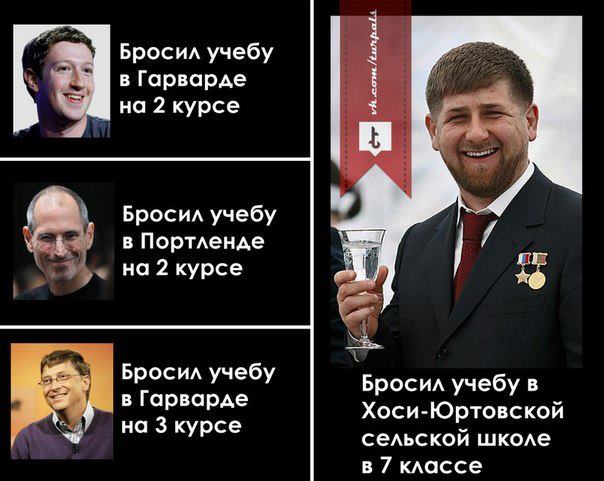 Бросил учебу
в Гарварде
на 2 курсе
Бросил учебу
в Портленде
на 2 курсе
Бросил учебу
в Гарварде
на 3 курсе
vk.com/turpals
t
Бросил учебу в
Хоси-Юртовской
сельской школе
в 7 классе